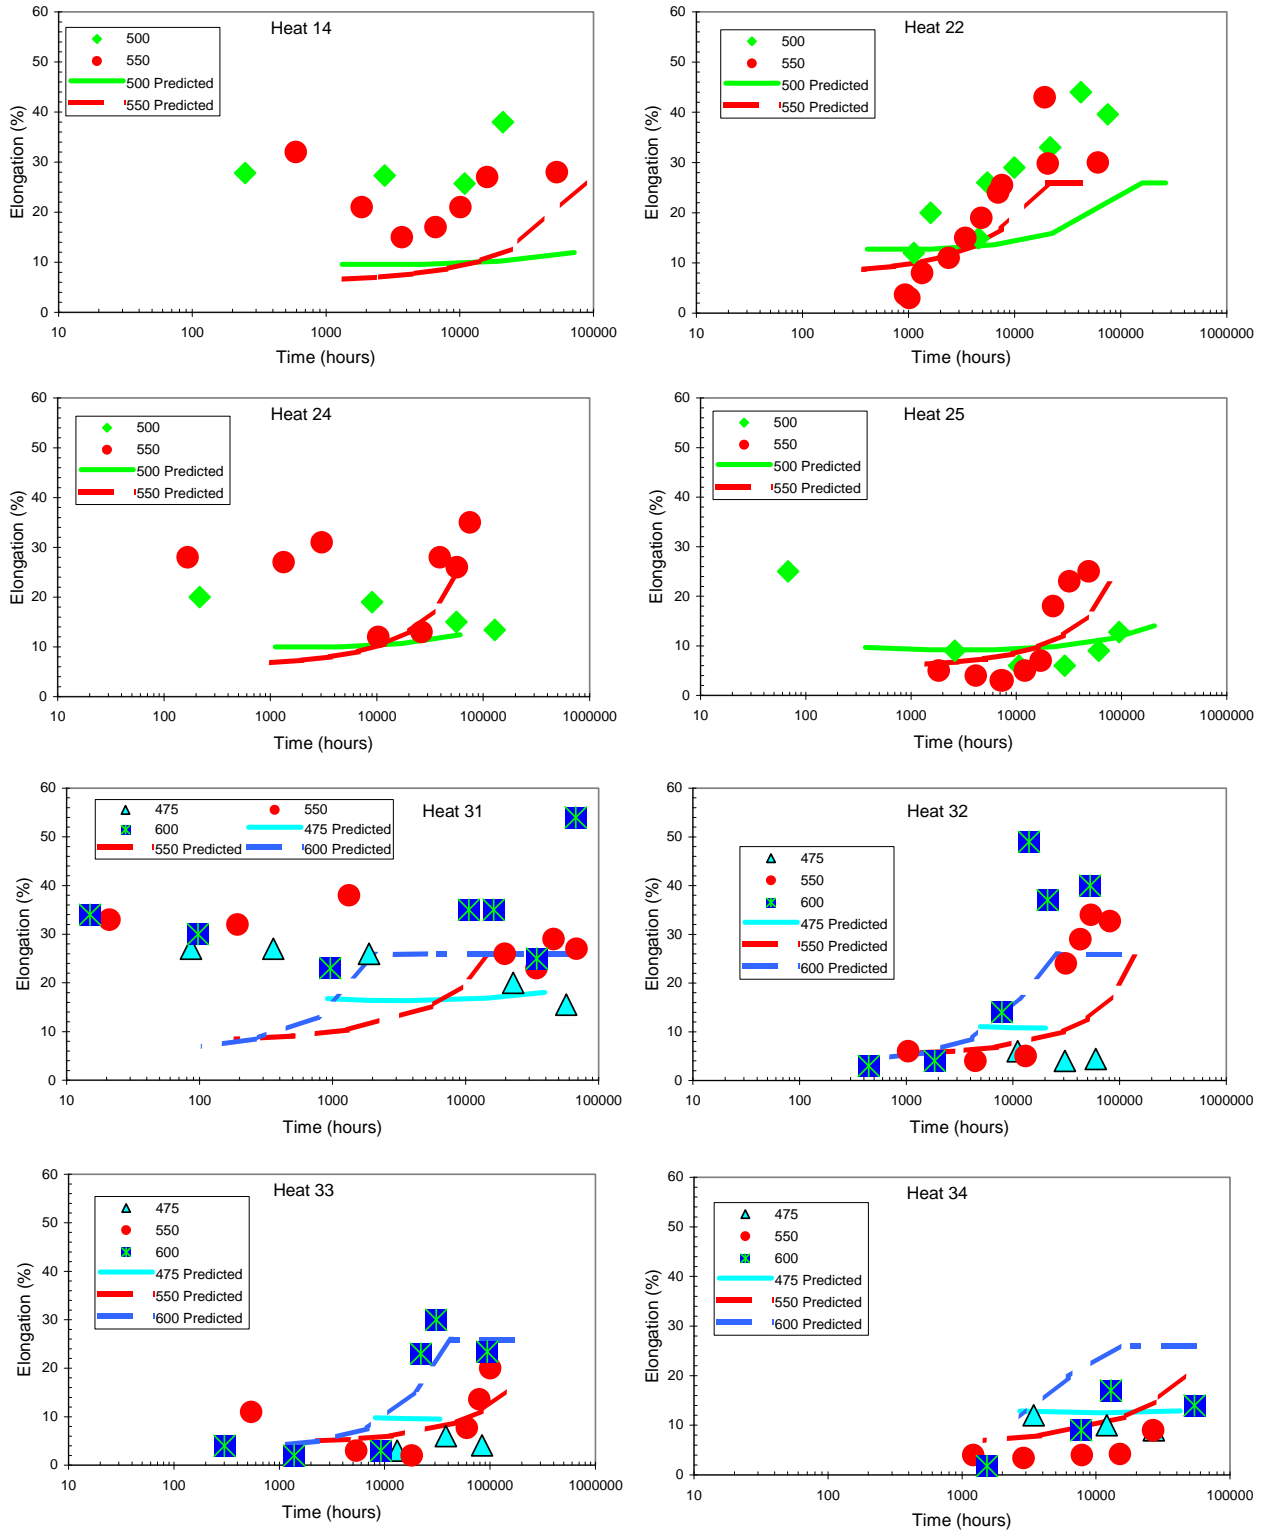 Heat 14
500
550
500 Predicted
550 Predicted
Elongation (%)
60
50
40
30
20
10
0
10 100 1000 10000 100000
Time (hours)
Heat 22
500
550
500 Predicted
550 Predicted
Elongation (%)
60
50
40
30
20
10
0
10 100 1000 10000 100000 1000000
Time (hours)
Heat 24
500
550
500 Predicted
550 Predicted
Elongation (%)
60
50
40
30
20
10
0
10 100 1000 10000 100000 1000000
Time (hours)
Heat 25
500
550
500 Predicted
550 Predicted
Elongation (%)
60
50
40
30
20
10
0
10 100 1000 10000 100000 1000000
Time (hours)
Heat 31
475 550
600 475 Predicted
550 Predicted 600 Predicted
Elongation (%)
60
50
40
30
20
10
0
10 100 1000 10000 100000
Time (hours)
Heat 32
475
550
600
475 Predicted
550 Predicted
600 Predicted
Elongation (%)
60
50
40
30
20
10
0
10 100 1000 10000 100000 1000000
Time (hours)
Heat 33
475
550
600
475 Predicted
550 Predicted
600 Predicted
Elongation (%)
60
50
40
30
20
10
0
10 100 1000 10000 100000 1000000
Time (hours)
Heat 34
475
550
600
475 Predicted
550 Predicted
600 Predicted
Elongation (%)
60
50
40
30
20
10
0
10 100 1000 10000 100000
Time (hours)